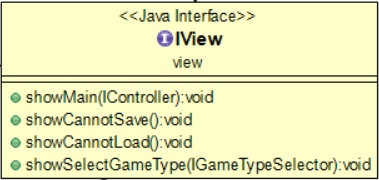 <<Java Interface>>
IView
view
showMain(IController):void
showCannotSave():void
showCannotLoad():void
showSelectGameType(IGameTypeSelector):void